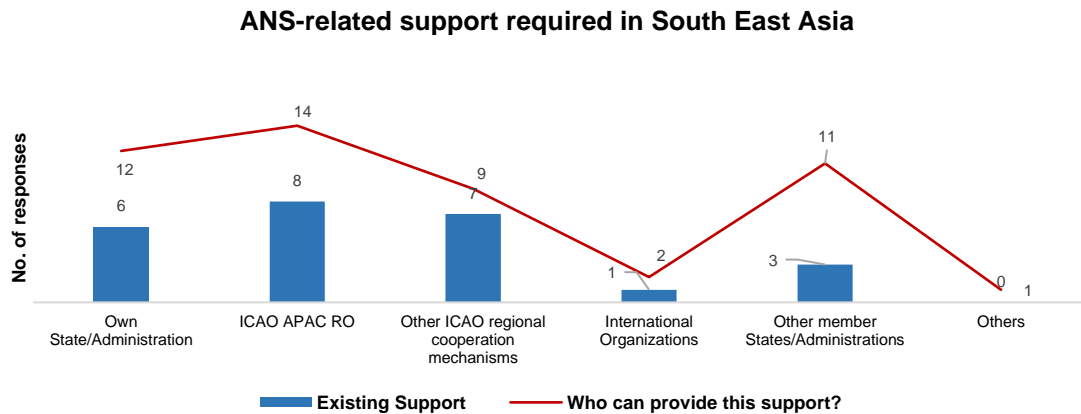 ANS-related support required in South East Asia
No. of responses
14
12
11
9
8
7
6
3
2
1
0
1
Own
State/Administration
ICAO APAC RO
Other ICAO regional
cooperation
mechanisms
International
Organizations
Other member
States/Administrations
Others
Existing Support
Who can provide this support?